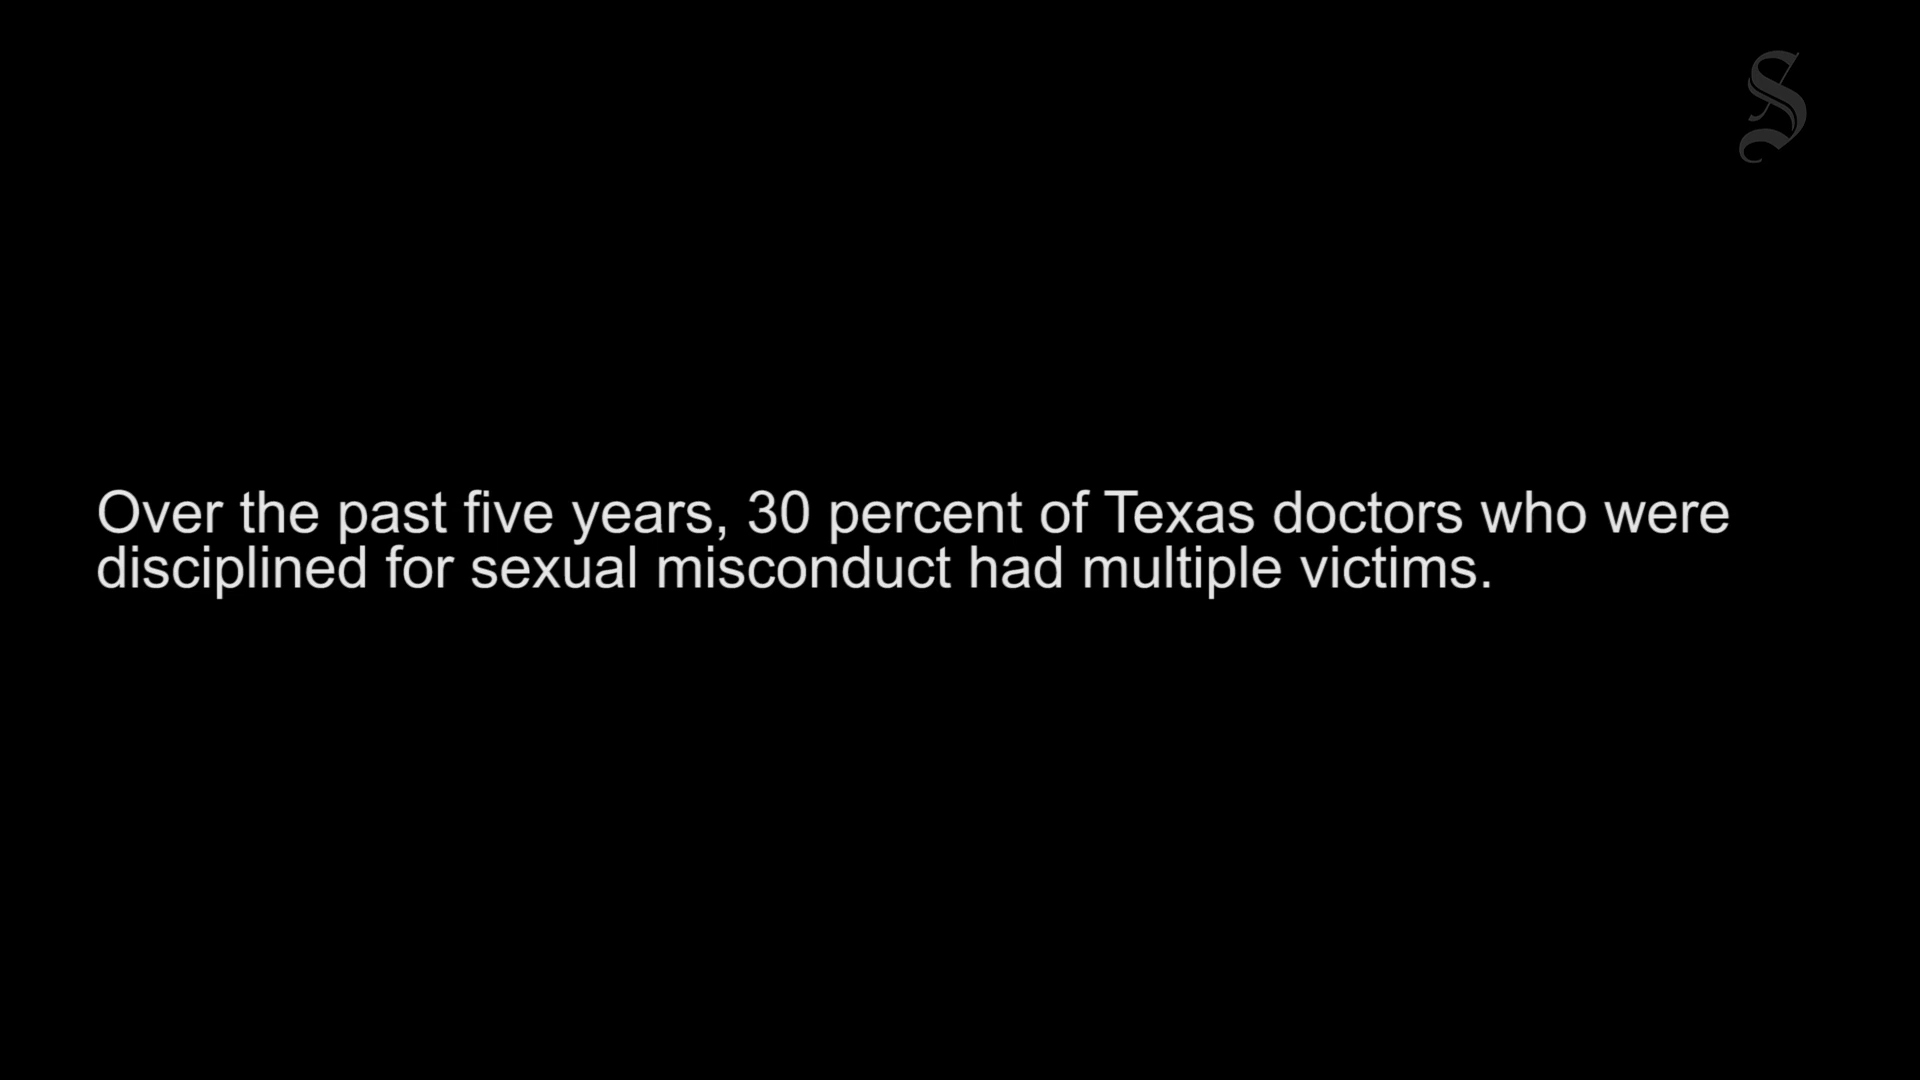 S
Over the past five years, 30 percent of Texas doctors who were
disciplined for sexual misconduct had multiple victims.